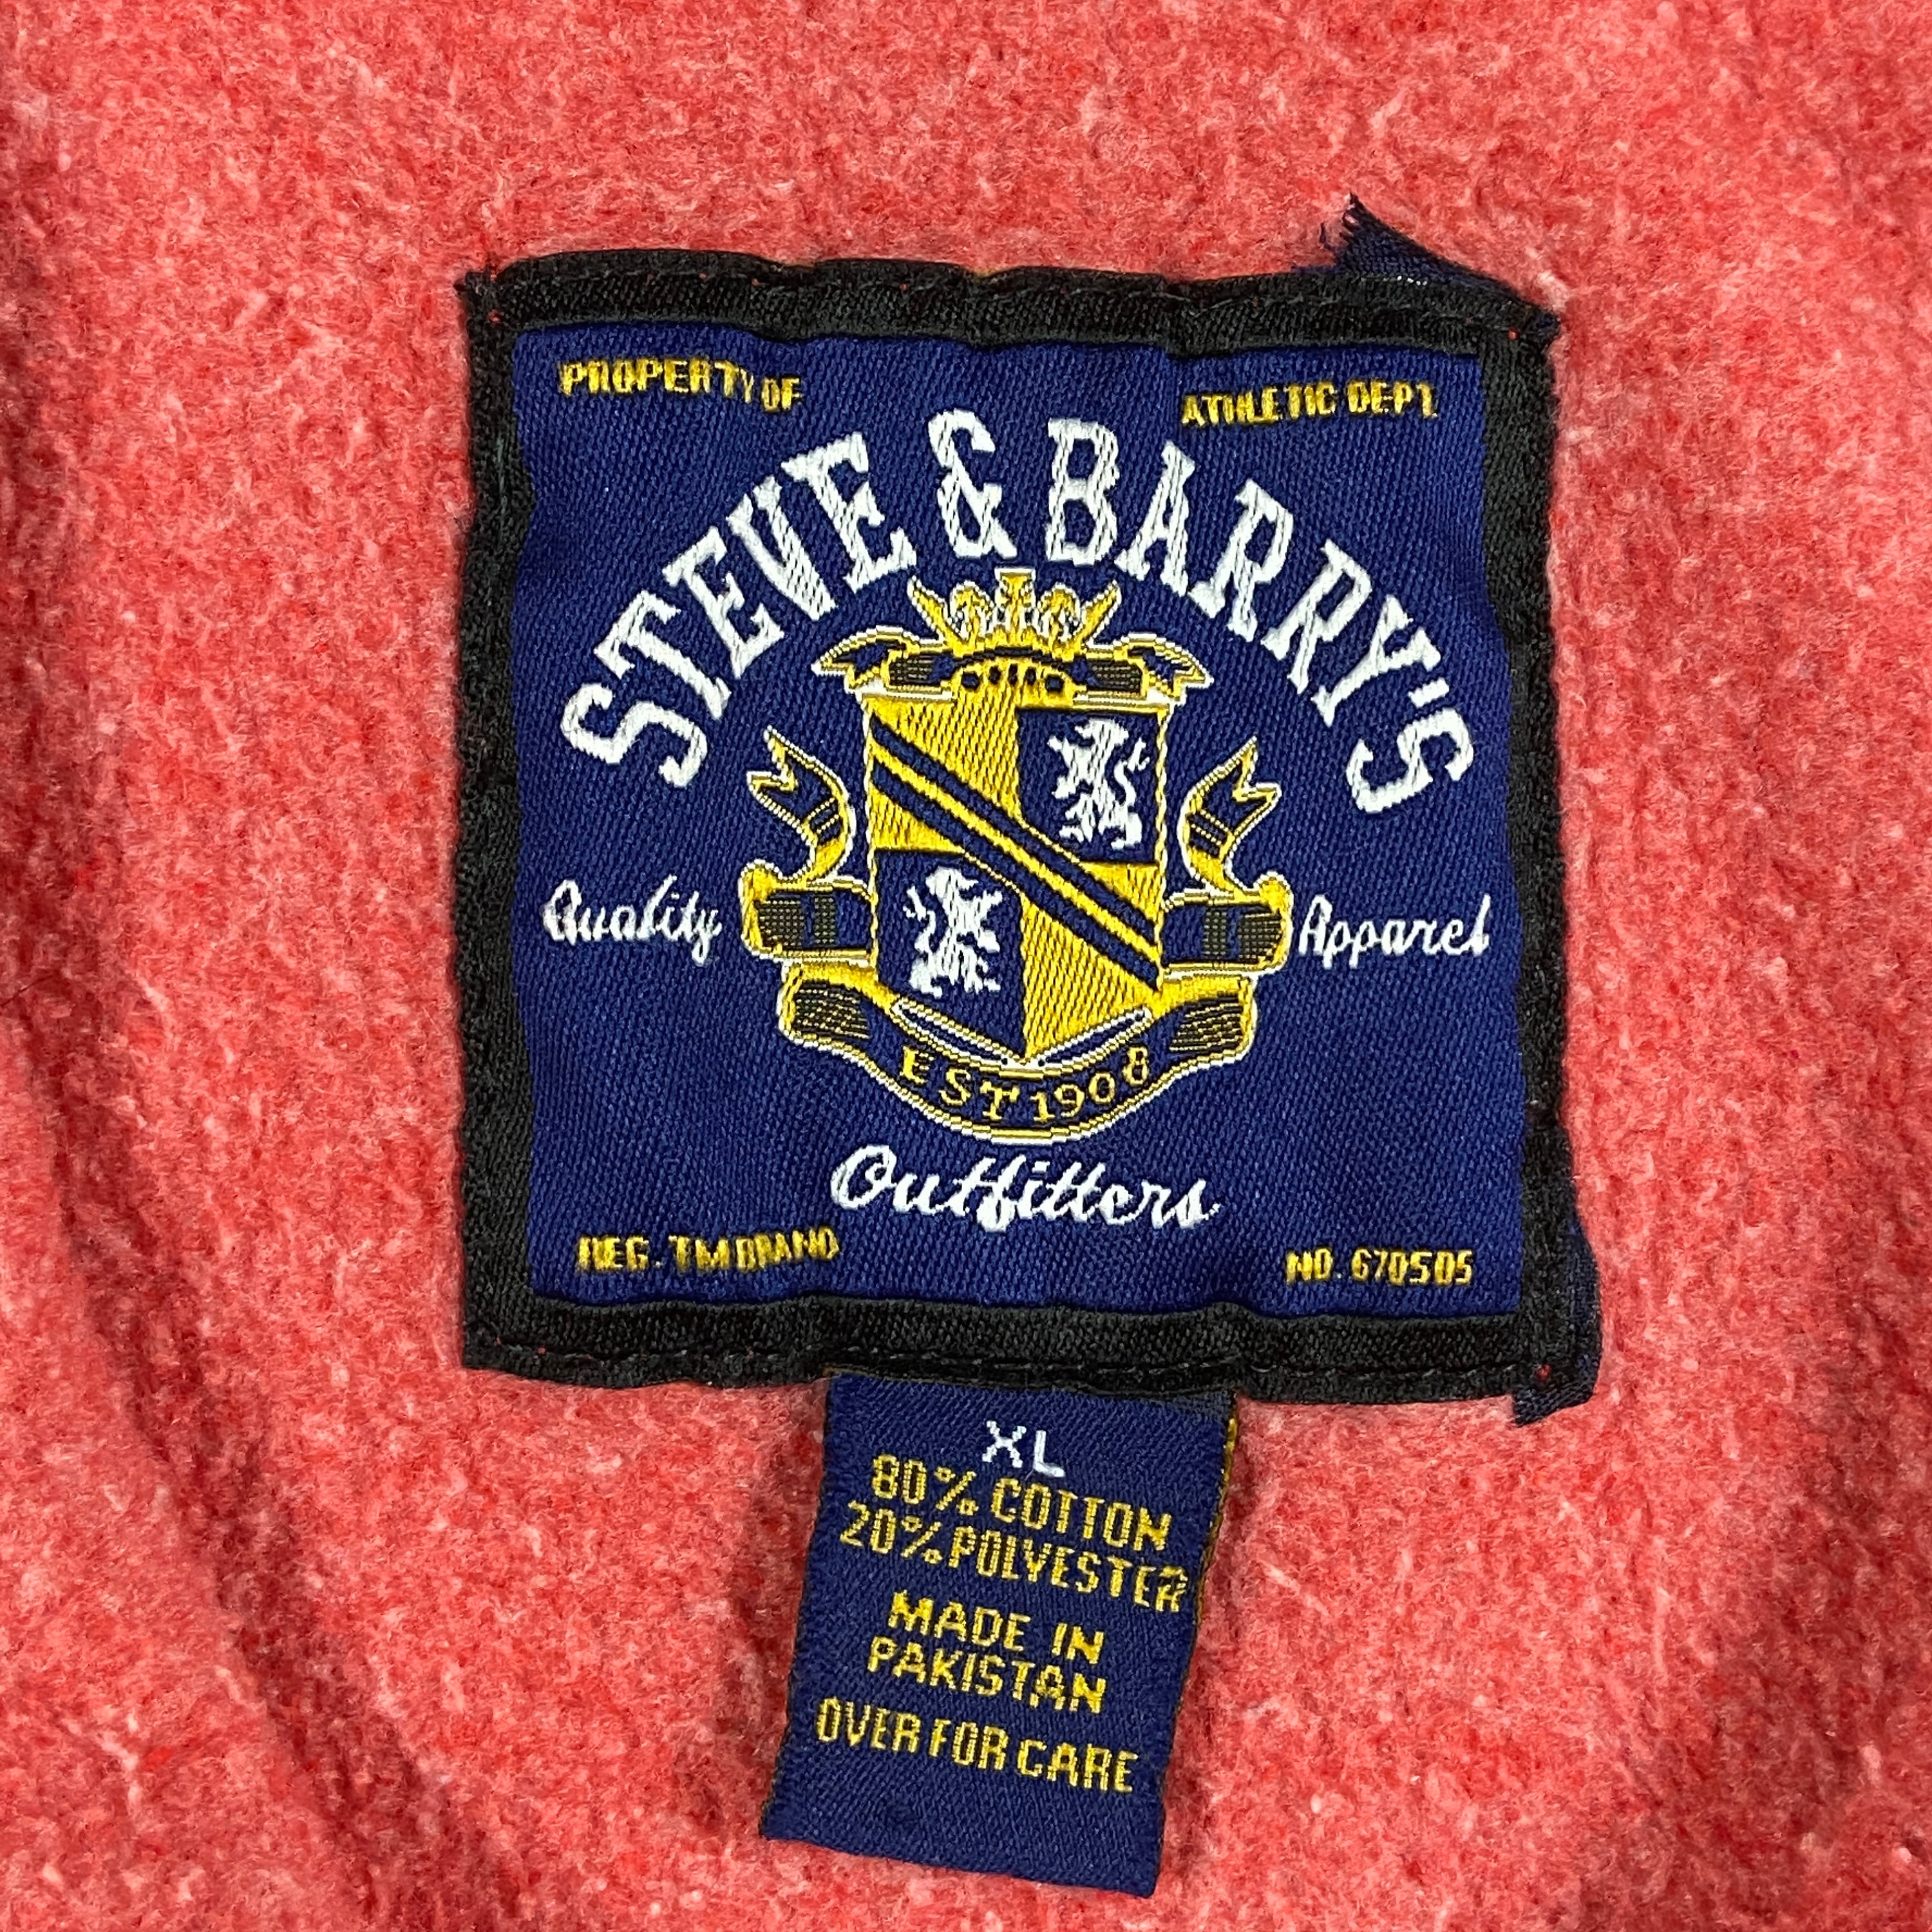 PROPERTY OF
ATHLETIC DEPT
STEVE & BARRY'S
Quality
Apparel
EST 1908
Outfitters
REG. TM BRAND
NO. 670505
XL
80% COTTON
20% POLYESTER
MADE IN
PAKISTAN
OVER FOR CARE